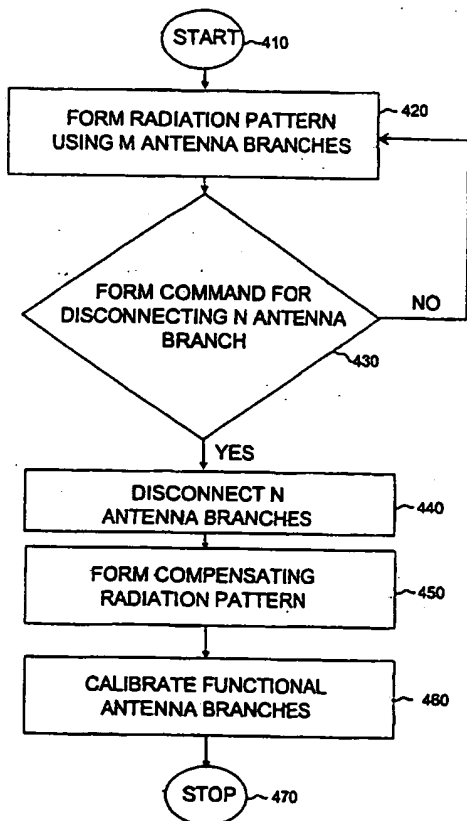 START
410
FORM RADIATION PATTERN
USING M ANTENNA BRANCHES
420
FORM COMMAND FOR
DISCONNECTING N ANTENNA
BRANCH
NO
430
YES
DISCONNECT N
ANTENNA BRANCHES
440
FORM COMPENSATING
RADIATION PATTERN
450
CALIBRATE FUNCTIONAL
ANTENNA BRANCHES
460
STOP
470